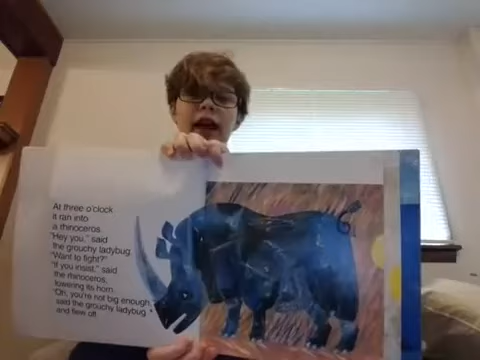 At three o'clock
it ran into
a rhinoceros.
"Hey you," said
the grouchy ladybug.
"Want to fight?"
"If you insist," said
the rhinoceros,
lowering its horn.
"Oh, you're not big enough,"
said the grouchy ladybug
and flew off.